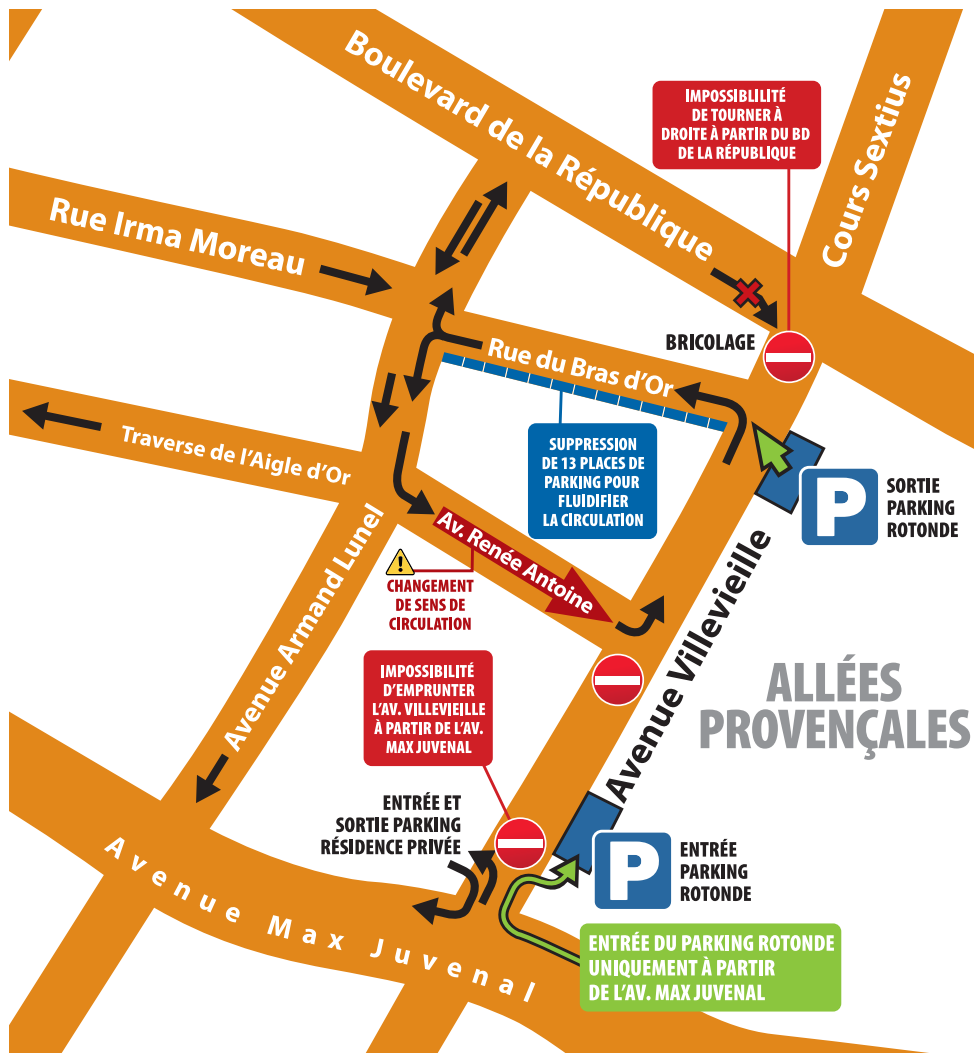 Boulevard de la République
IMPOSSIBLILITÉ
DE TOURNER À
DROITE À PARTIR DU BD
DE LA RÉPUBLIQUE
Cours Sextius
Rue Irma Moreau
BRICOLAGE
Rue du Bras d'Or
Traverse de l'Aigle d'Or
SUPPRESSION
DE 13 PLACES DE
PARKING POUR
FLUIDIFIER
LA CIRCULATION
P
SORTIE
PARKING
ROTONDE
Av. Renée Antoine
!
CHANGEMENT
DE SENS DE
CIRCULATION
Avenue Armand Lunel
Avenue Villevieille
IMPOSSIBILITÉ
D'EMPRUNTER
L'AV. VILLEVIEILLE
À PARTIR DE L'AV.
MAX JUVENAL
ALLÉES
PROVENÇALES
ENTRÉE ET
SORTIE PARKING
RÉSIDENCE PRIVÉE
P
ENTRÉE
PARKING
ROTONDE
Avenue Max Juvenal
ENTRÉE DU PARKING ROTONDE
UNIQUEMENT À PARTIR
DE L'AV. MAX JUVENAL